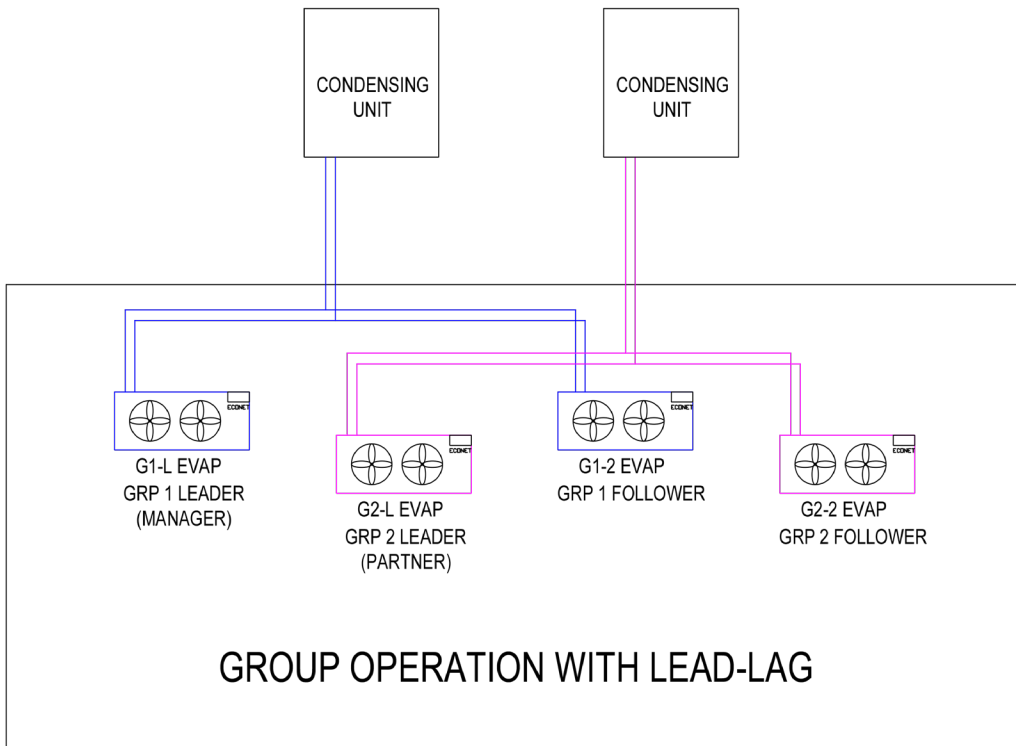 CONDENSING
UNIT
CONDENSING
UNIT
ECONET
G1-L EVAP
GRP 1 LEADER
(MANAGER)
ECONET
G2-L EVAP
GRP 2 LEADER
(PARTNER)
ECONET
G1-2 EVAP
GRP 1 FOLLOWER
ECONET
G2-2 EVAP
GRP 2 FOLLOWER
GROUP OPERATION WITH LEAD-LAG